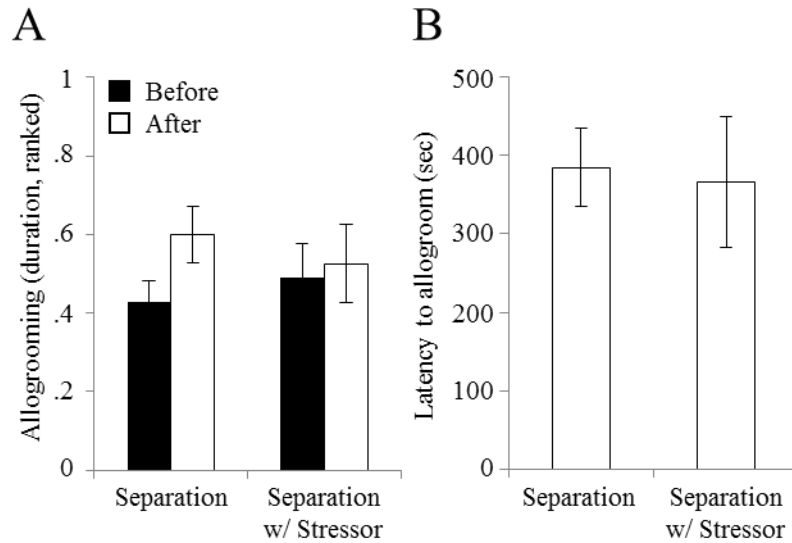 A
Allogrooming (duration, ranked)
1
.8
.6
.4
.2
0
Before
After
Separation
Separation
w/ Stressor
B
Latency to allogroom (sec)
500
400
300
200
100
0
Separation
Separation
w/ Stressor